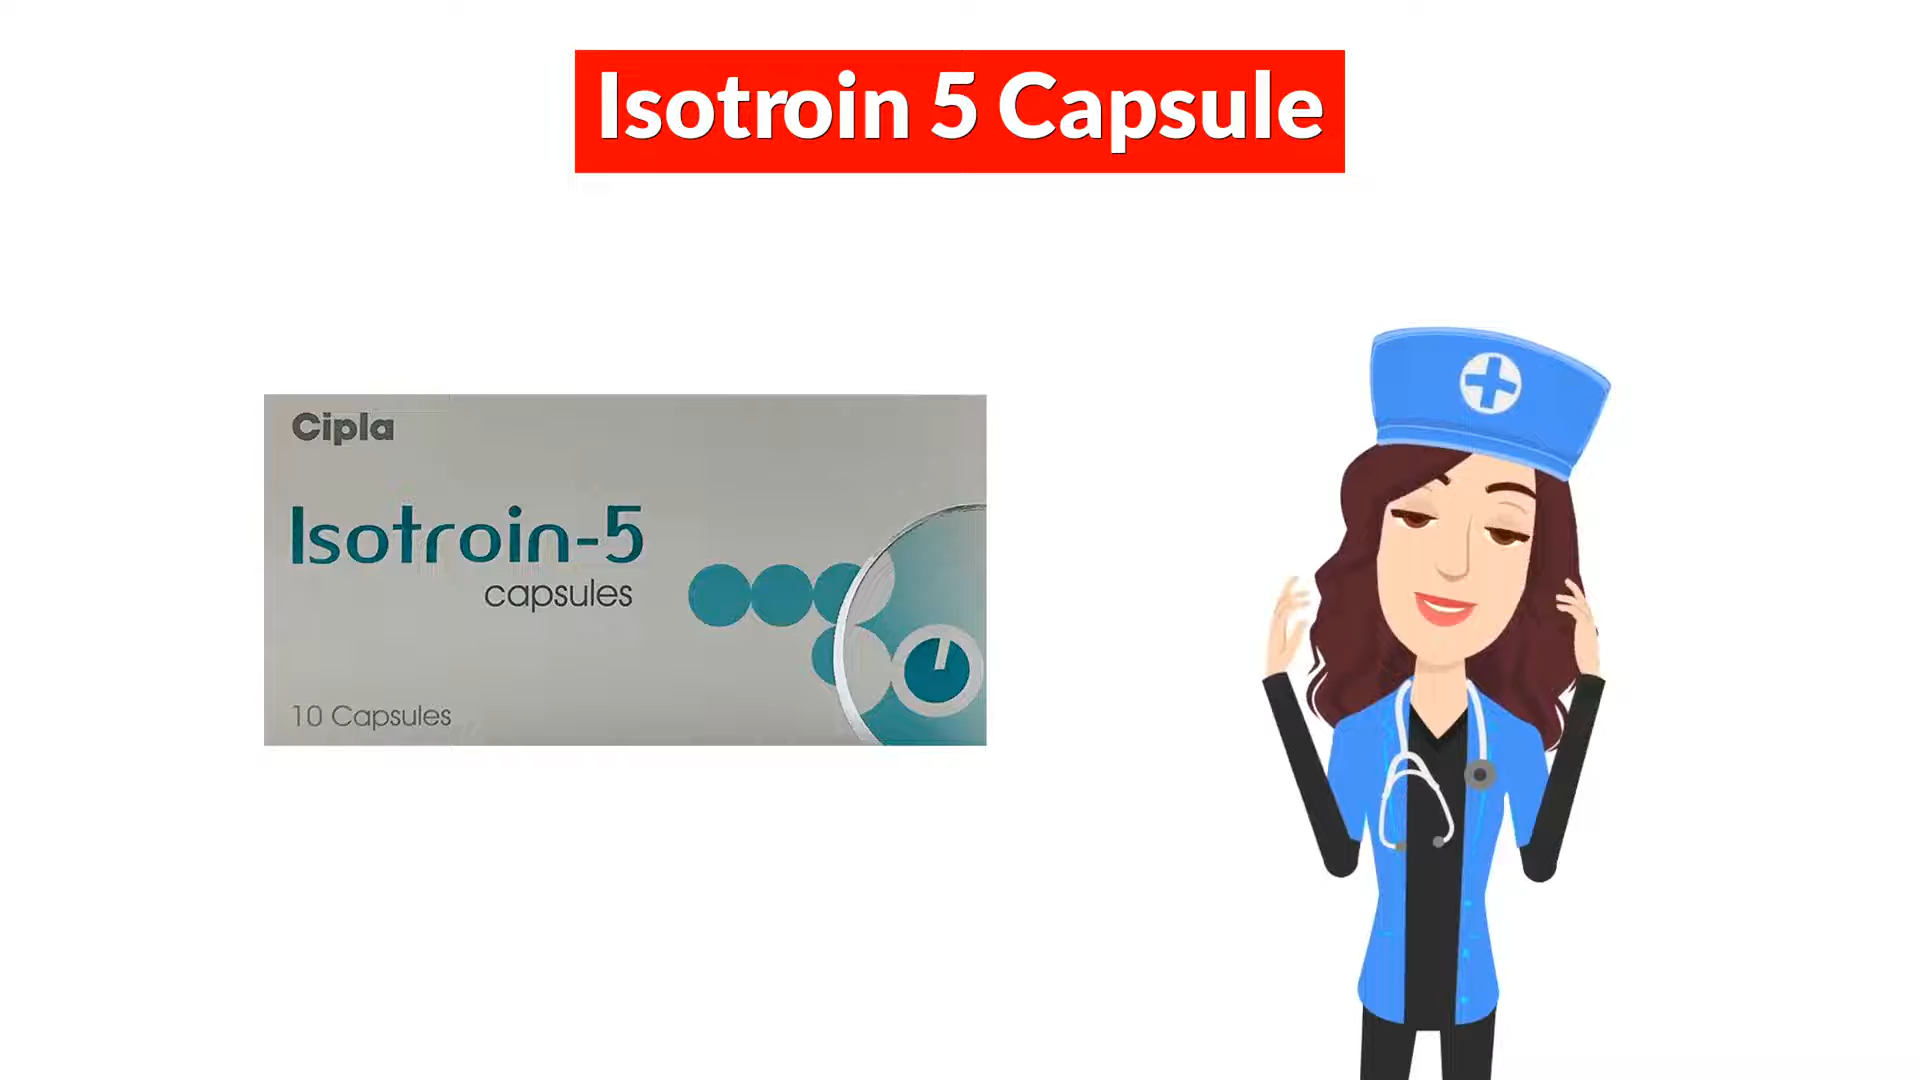 Isotroin 5 Capsule
Cipla
Isotroin-5
capsules
10 Capsules